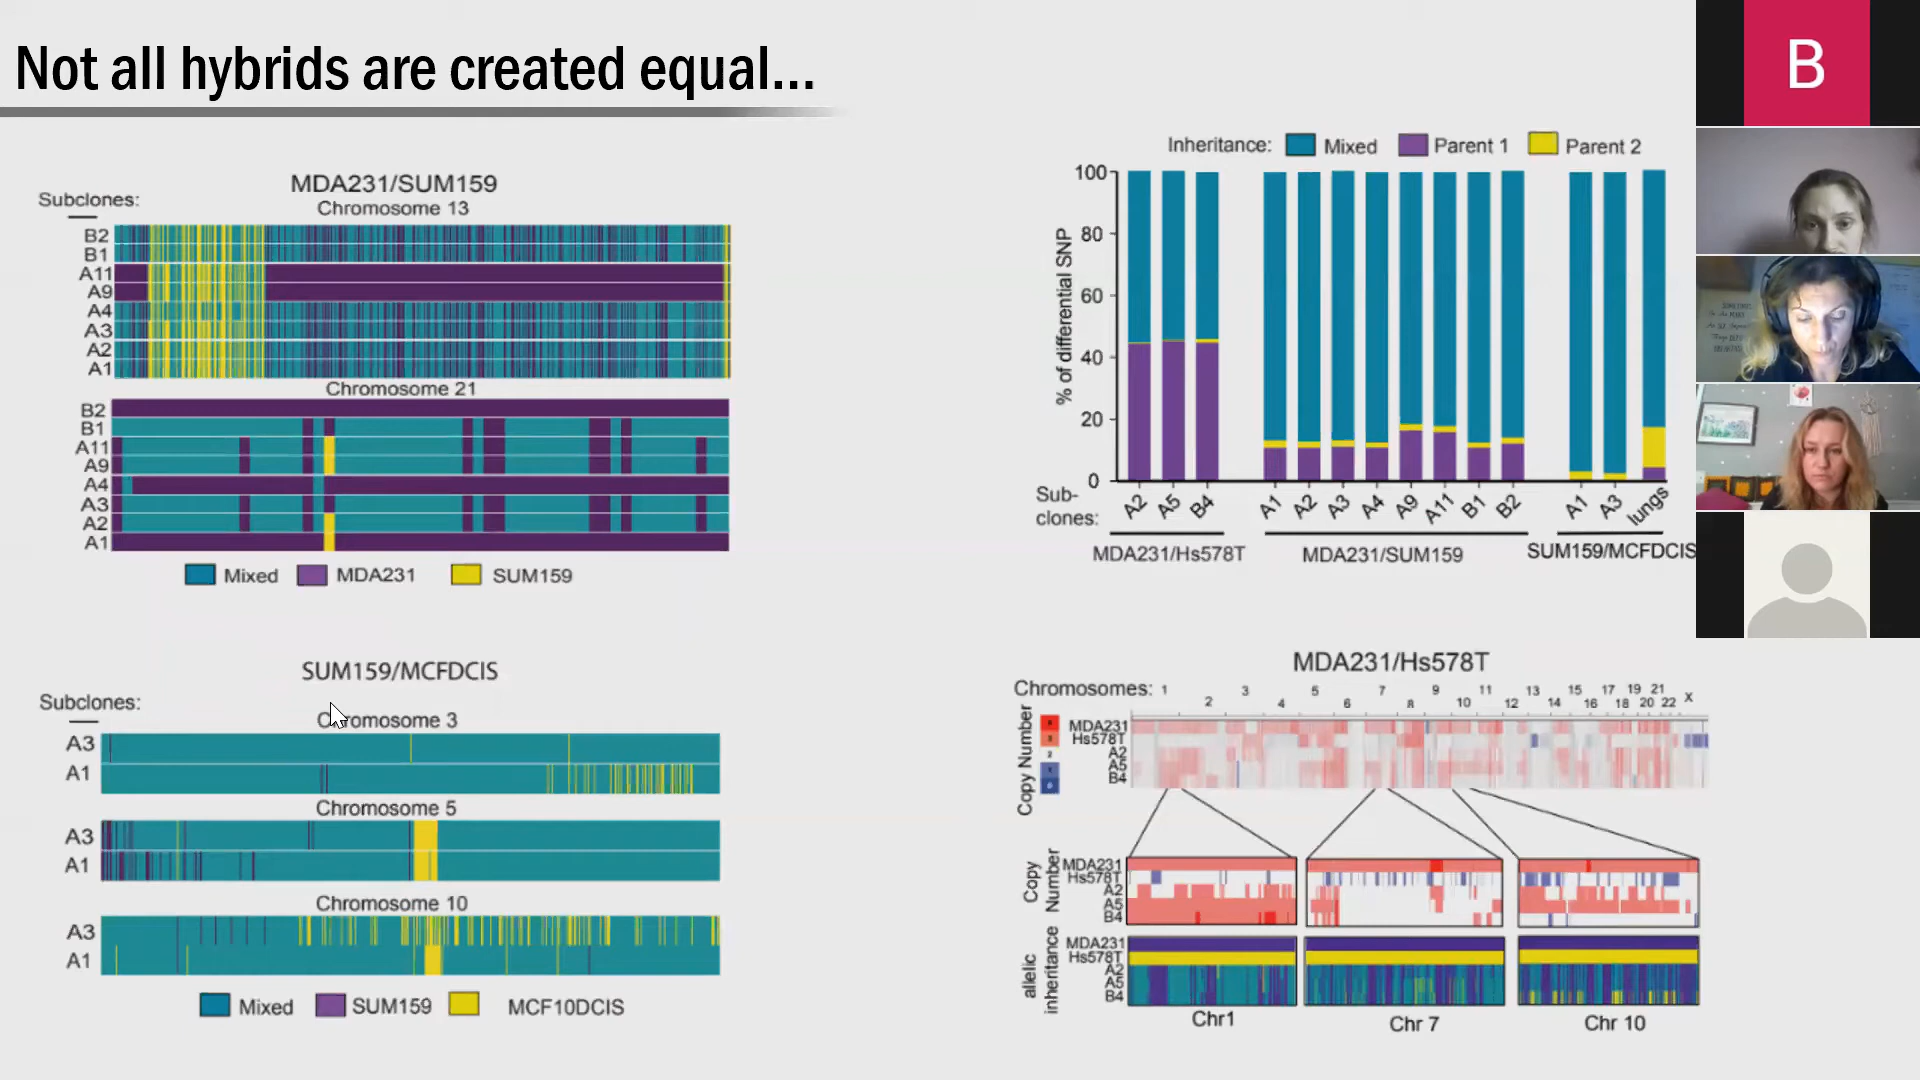 Not all hybrids are created equal...
MDA231/SUM159
Subclones:
Chromosome 13
B2
B1
A11
A9
A4
A3
A2
A1
Chromosome 21
B2
B1
A11
A9
A4
A3
A2
A1
Mixed MDA231 SUM159
SUM159/MCFDCIS
Subclones:
Chromosome 3
A3
A1
Chromosome 5
A3
A1
Chromosome 10
A3
A1
Mixed SUM159 MCF10DCIS
Inheritance: Mixed Parent 1 Parent 2
% of differential SNP
100
80
60
40
20
0
Sub-
clones:
A2 A5 B4 A1 A2 A3 A4 A9 A11 B1 B2 A1 A3 lungs
MDA231/Hs578T MDA231/SUM159 SUM159/MCFDCIS
MDA231/Hs578T
Chromosomes: 1 2 3 4 5 6 7 8 9 10 11 12 13 14 15 16 17 18 19 20 21 22 X
Copy Number
MDA231
Hs578T
A2
A5
B4
Copy
Number
MDA231
Hs578T
A2
A5
B4
allelic
inheritance
MDA231
Hs578T
A2
A5
B4
Chr1 Chr 7 Chr 10
B